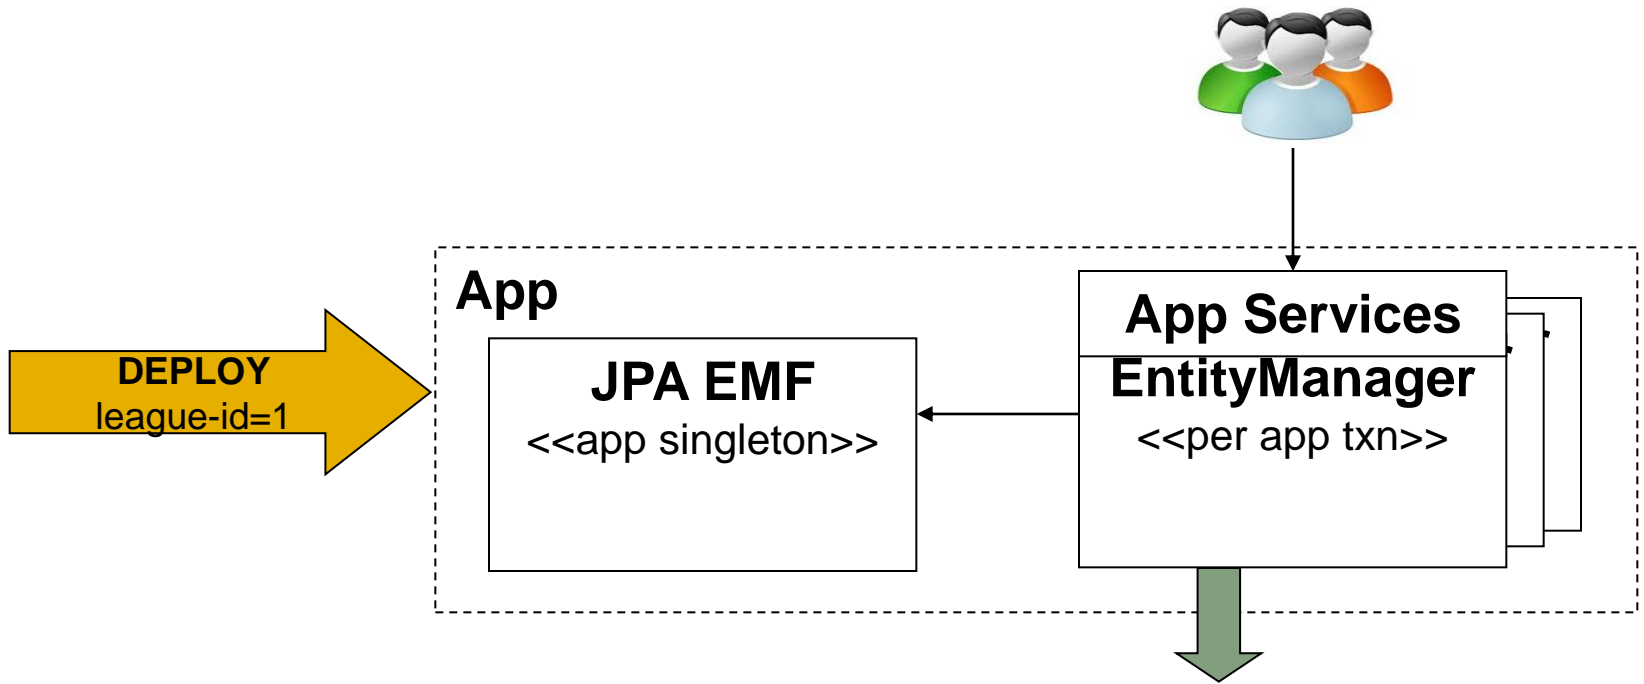 App
App Services
DEPLOY
league-id=1
JPA EMF
<<app singleton>>
EntityManager
<<per app txn>>